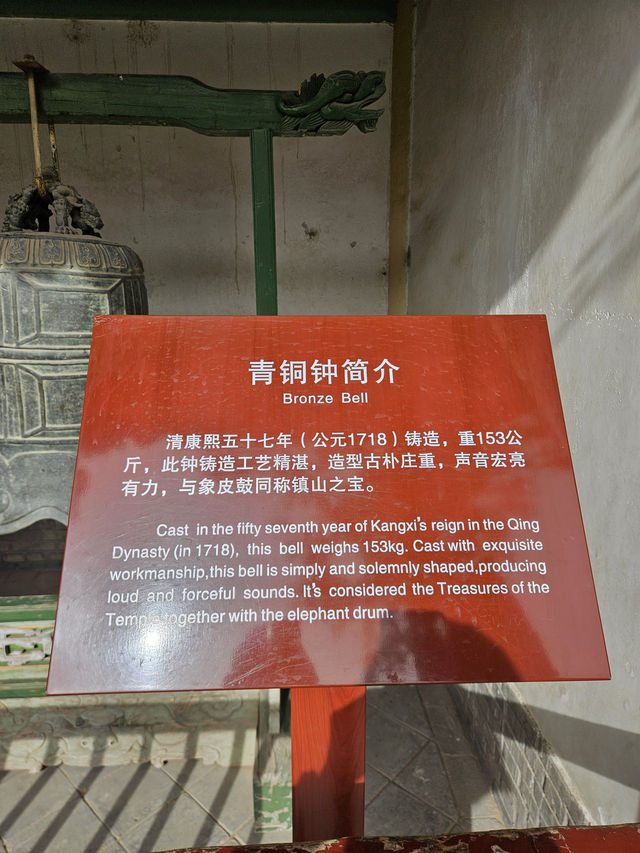 青铜钟简介
Bronze Bell
清康熙五十七年（公元1718）铸造，重153公
斤，此钟铸造工艺精湛，造型古朴庄重，声音宏亮
有力，与象皮鼓同称镇山之宝。
Cast in the fifty seventh year of Kangxi's reign in the Qing
Dynasty (in 1718), this bell weighs 153kg. Cast with exquisite
workmanship,this bell is simply and solemnly shaped,producing
loud and forceful sounds. It's considered the Treasures of the
Temple together with the elephant drum.